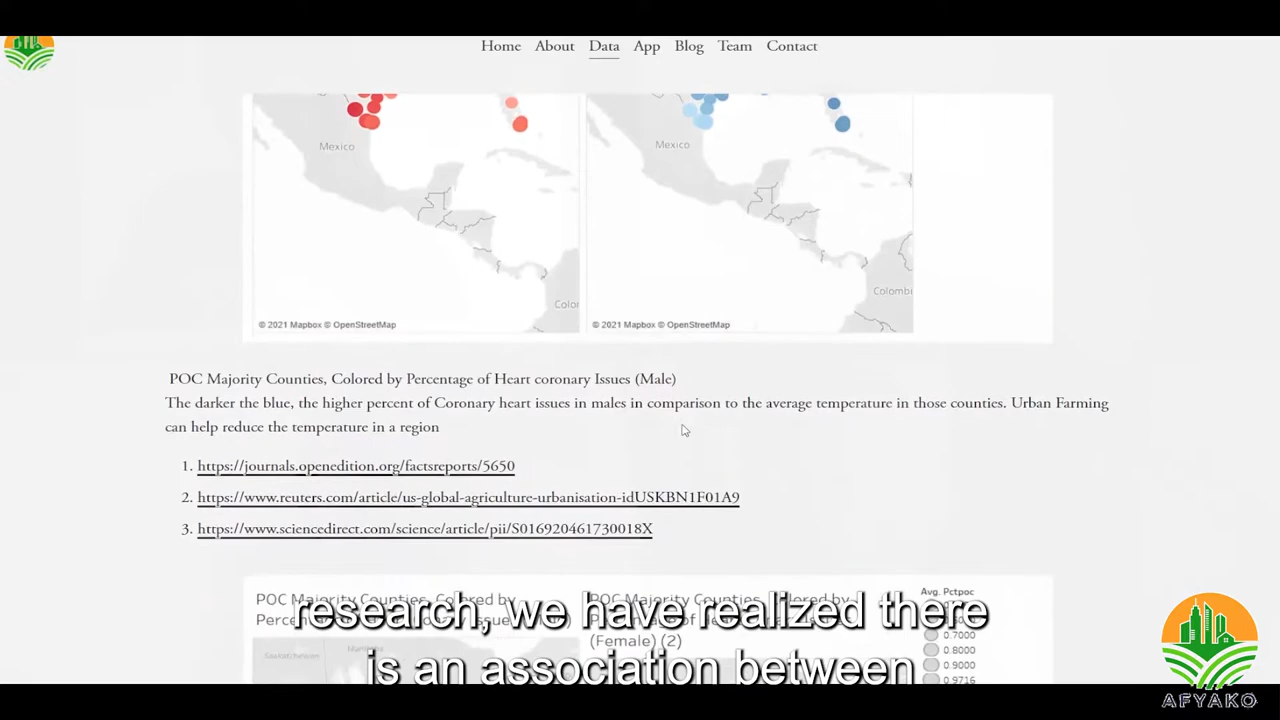 Home About Data App Blog Team Contact
Mexico
Mexico
Color
Colombi
© 2021 Mapbox © OpenStreetMap
© 2021 Mapbox © OpenStreetMap
POC Majority Counties, Colored by Percentage of Heart coronary Issues (Male)
The darker the blue, the higher percent of Coronary heart issues in males in comparison to the average temperature in those counties. Urban Farming
can help reduce the temperature in a region
1. https://journals.openedition.org/factsreports/5650
2. https://www.reuters.com/article/us-global-agriculture-urbanisation-idUSKBN1F01A9
3. https://www.sciencedirect.com/science/article/pii/S016920461730018X
POC Majority Counties, Colored by
POC Majority Counties, Colored by
(Female) (2)
Avg. Pctpoc
0.7000
0.8000
0.9000
0.9716
research, we have realized there
is an association between
AFYAKO